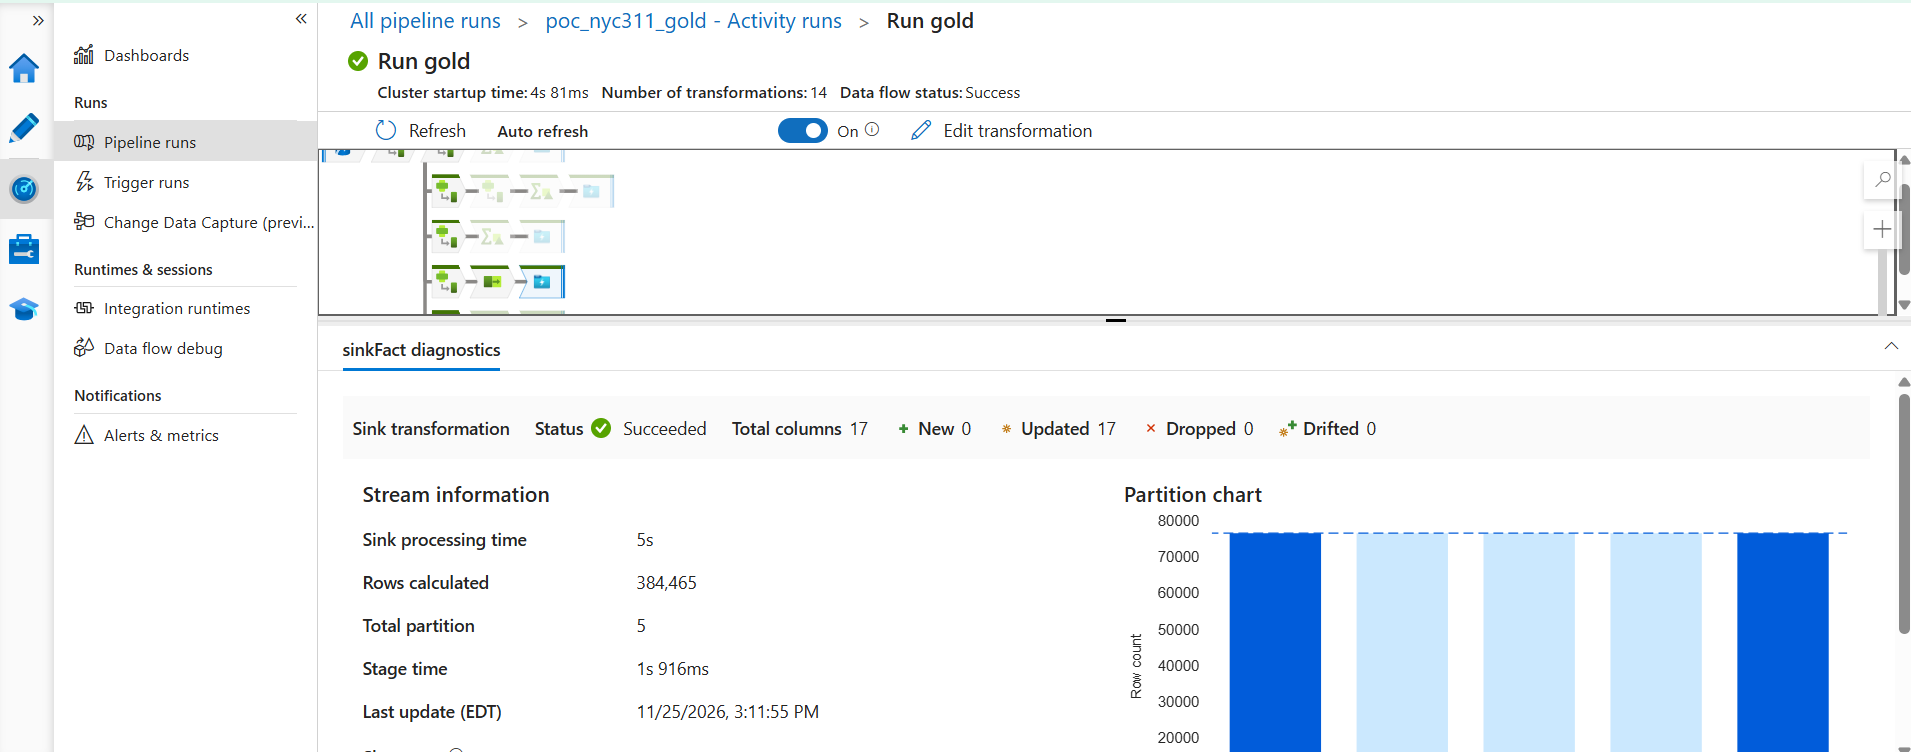 All pipeline runs > poc_nyc311_gold - Activity runs > Run gold
Run gold
Cluster startup time: 4s 81ms Number of transformations: 14 Data flow status: Success
Refresh Auto refresh On Edit transformation
Dashboards
Runs
Pipeline runs
Trigger runs
Change Data Capture (previ...
Runtimes & sessions
Integration runtimes
Data flow debug
Notifications
Alerts & metrics
sinkFact diagnostics
Sink transformation Status Succeeded Total columns 17 New 0 Updated 17 Dropped 0 Drifted 0
Stream information
Sink processing time 5s
Rows calculated 384,465
Total partition 5
Stage time 1s 916ms
Last update (EDT) 11/25/2026, 3:11:55 PM
Partition chart
80000
70000
60000
50000
40000
30000
20000
Row count